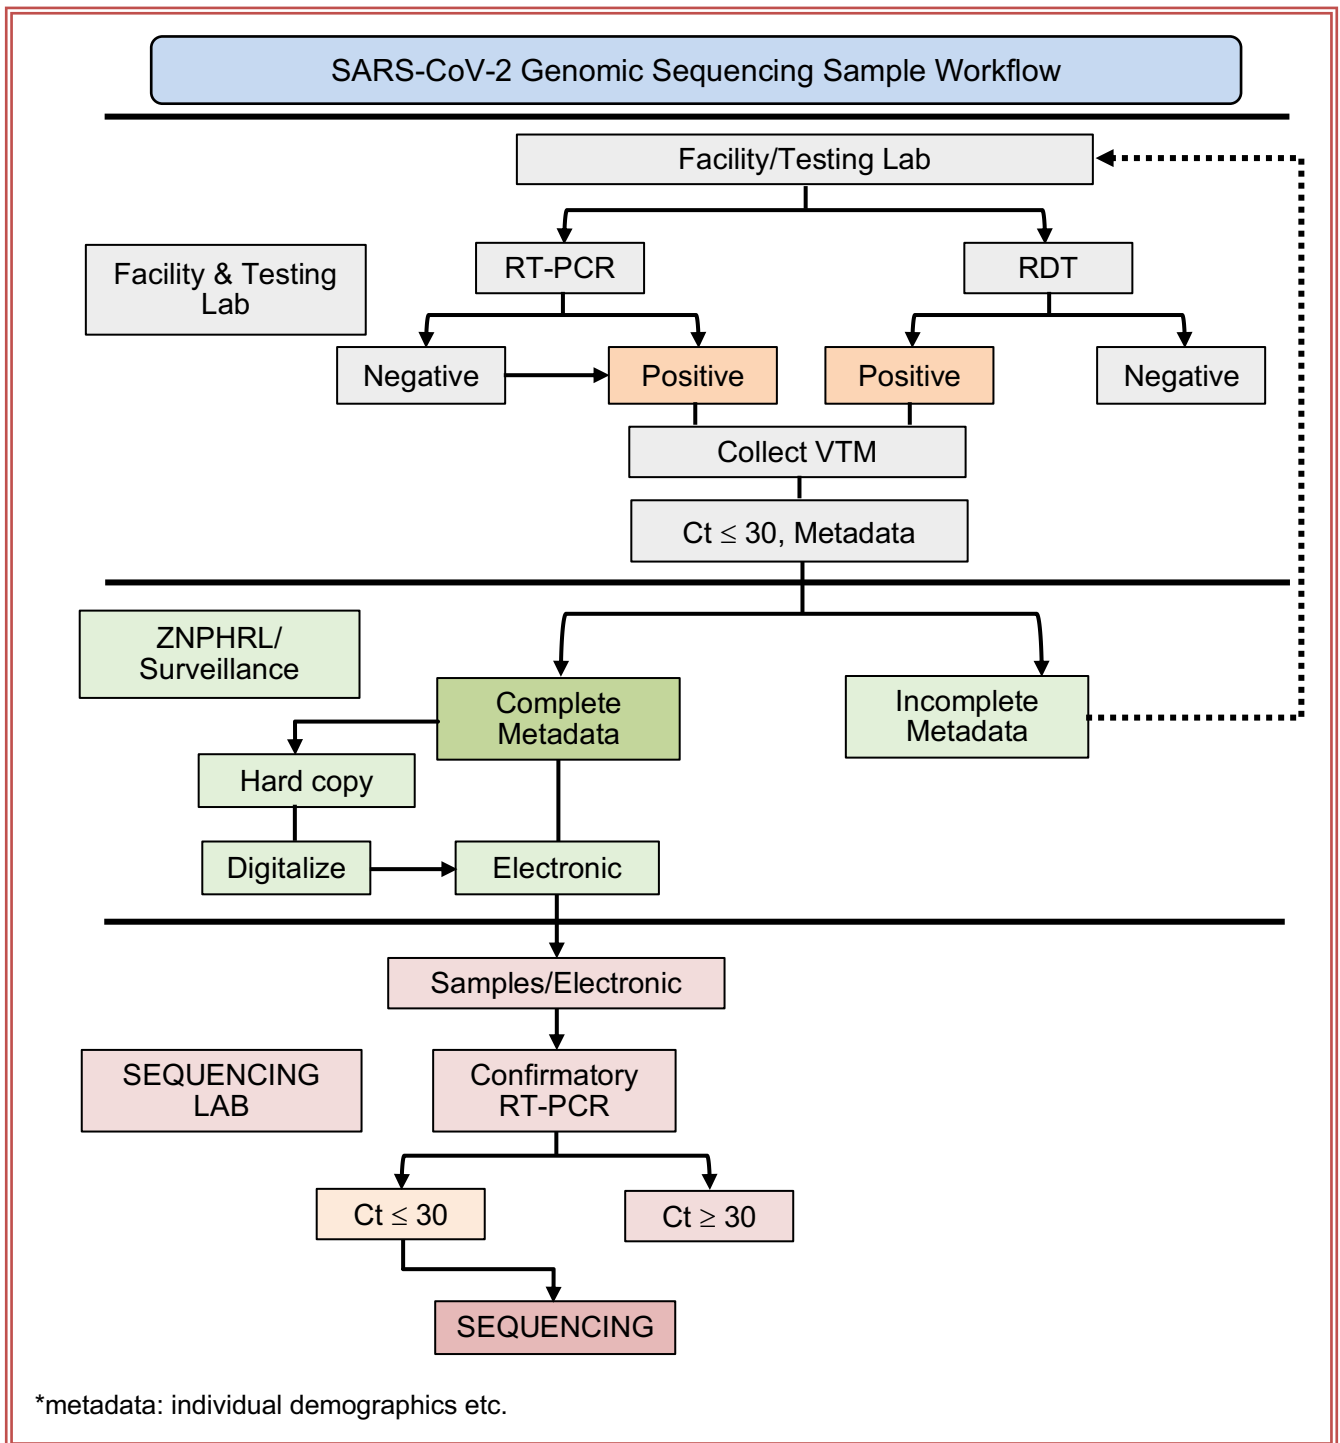 SARS-CoV-2 Genomic Sequencing Sample Workflow
Facility/Testing Lab
Facility & Testing
Lab
RT-PCR
RDT
Negative
Positive
Positive
Negative
Collect VTM
Ct ≤ 30, Metadata
ZNPHRL/
Surveillance
Complete
Metadata
Incomplete
Metadata
Hard copy
Digitalize
Electronic
Samples/Electronic
SEQUENCING
LAB
Confirmatory
RT-PCR
Ct ≤ 30
Ct ≥ 30
SEQUENCING
*metadata: individual demographics etc.